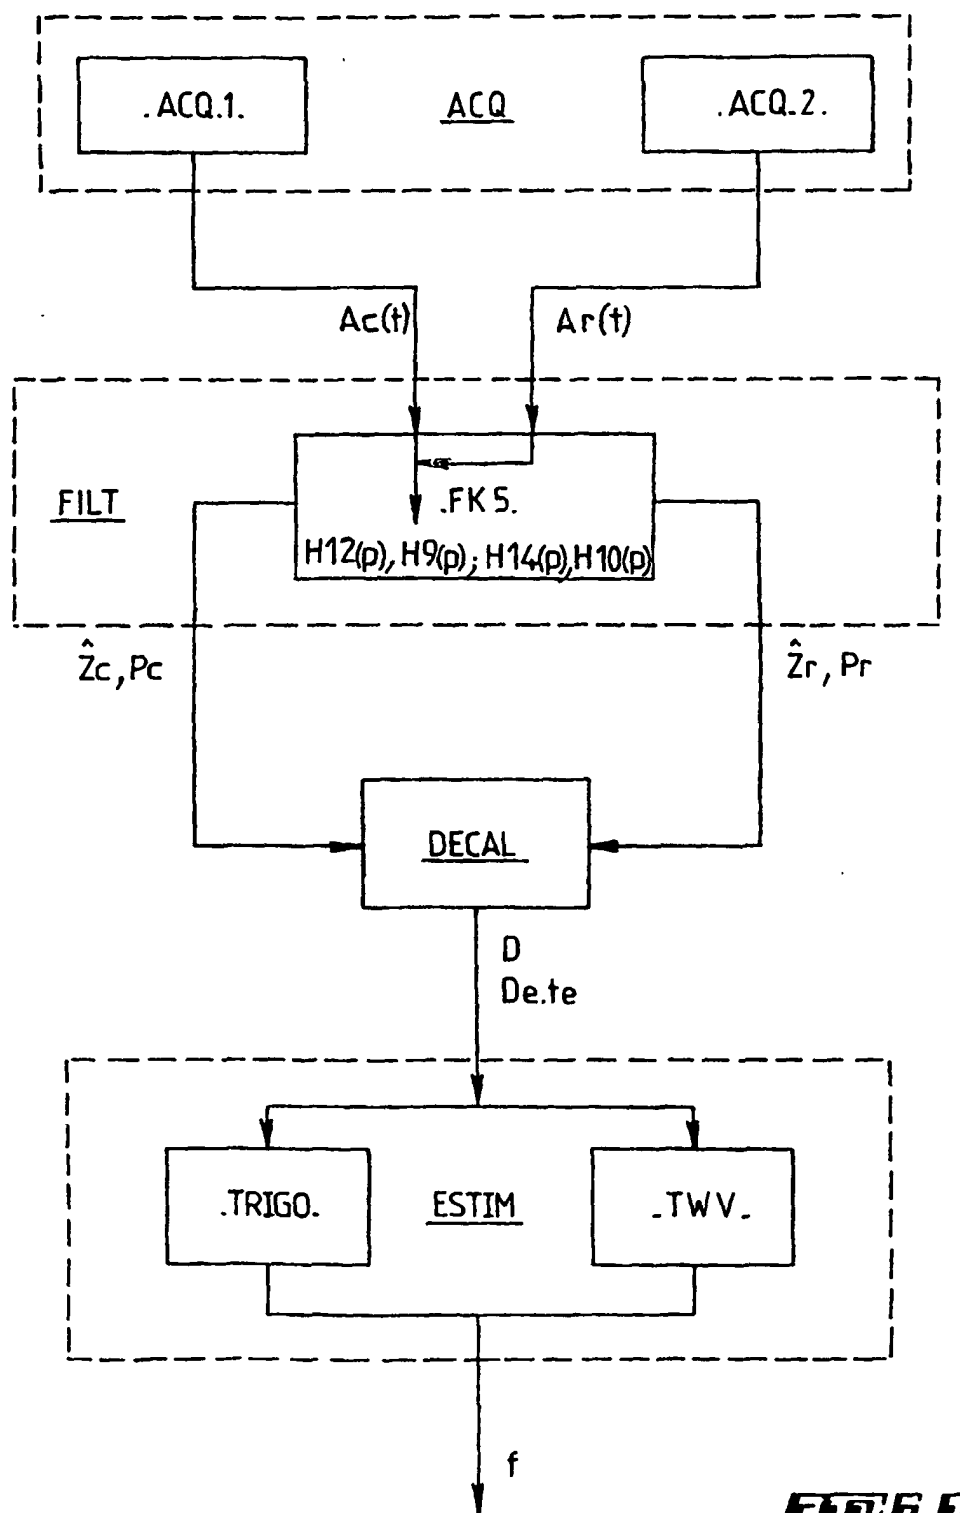 .ACQ.1.
ACQ
.ACQ.2.
Ac(t)
Ar(t)
FILT
.FK5.
H12(p), H9(p); H14(p), H10(p)
Ẑc, Pc
Ẑr, Pr
DECAL
D
De.te
.TRIGO.
ESTIM
.TWV.
f